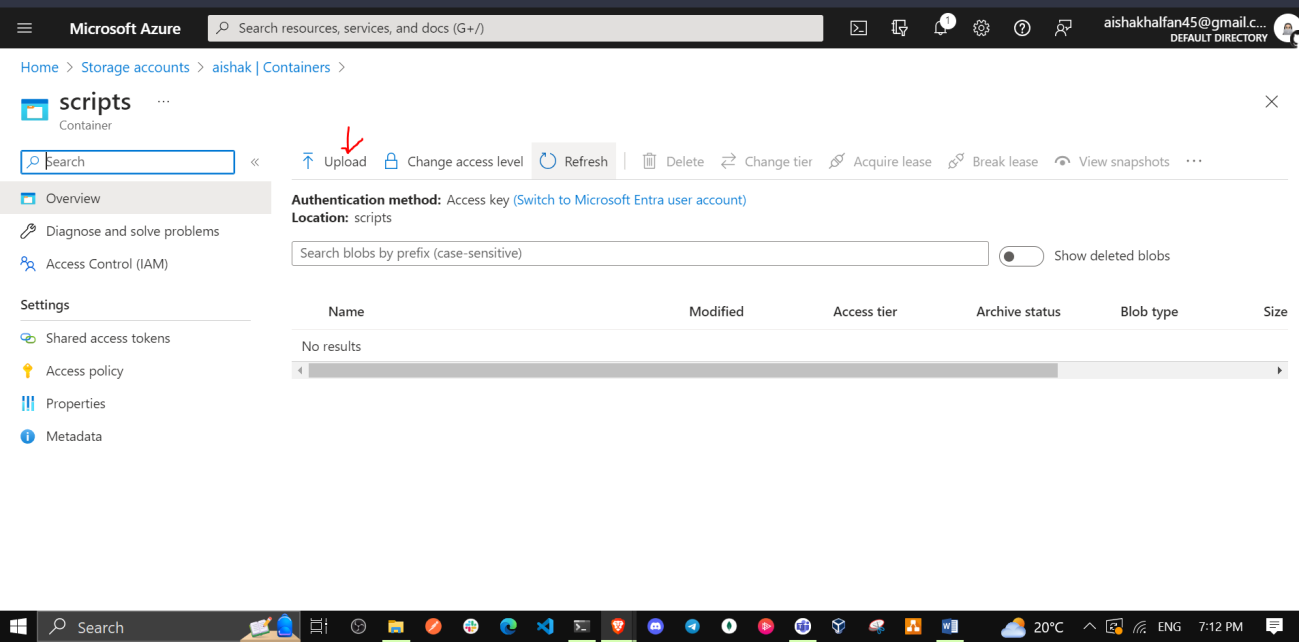 Microsoft Azure
Search resources, services, and docs (G+/)
1
aishakhalfan45@gmail.c...
DEFAULT DIRECTORY
Home > Storage accounts > aishak | Containers >
scripts ...
Container
Search
«
Upload
Change access level
Refresh
Delete
Change tier
Acquire lease
Break lease
View snapshots
...
Overview
Diagnose and solve problems
Access Control (IAM)
Settings
Shared access tokens
Access policy
Properties
Metadata
Authentication method: Access key (Switch to Microsoft Entra user account)
Location: scripts
Search blobs by prefix (case-sensitive)
Show deleted blobs
Name Modified Access tier Archive status Blob type Size
No results
Search
20°C
ENG
7:12 PM